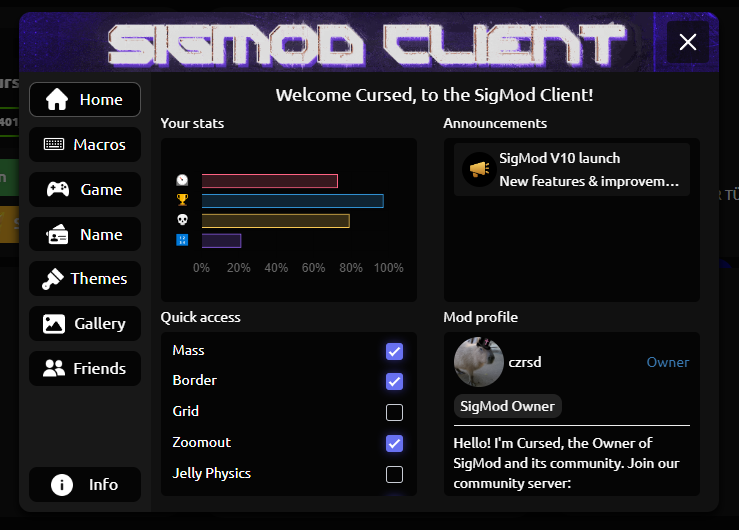 SIGMOD CLIENT
Home
Macros
Game
Name
Themes
Gallery
Friends
Info
Welcome Cursed, to the SigMod Client!
Your stats
0% 20% 40% 60% 80% 100%
Announcements
SigMod V10 launch
New features & improvem...
Quick access
Mass
Border
Grid
Zoomout
Jelly Physics
Mod profile
czrsd
Owner
SigMod Owner
Hello! I'm Cursed, the Owner of
SigMod and its community. Join our
community server: